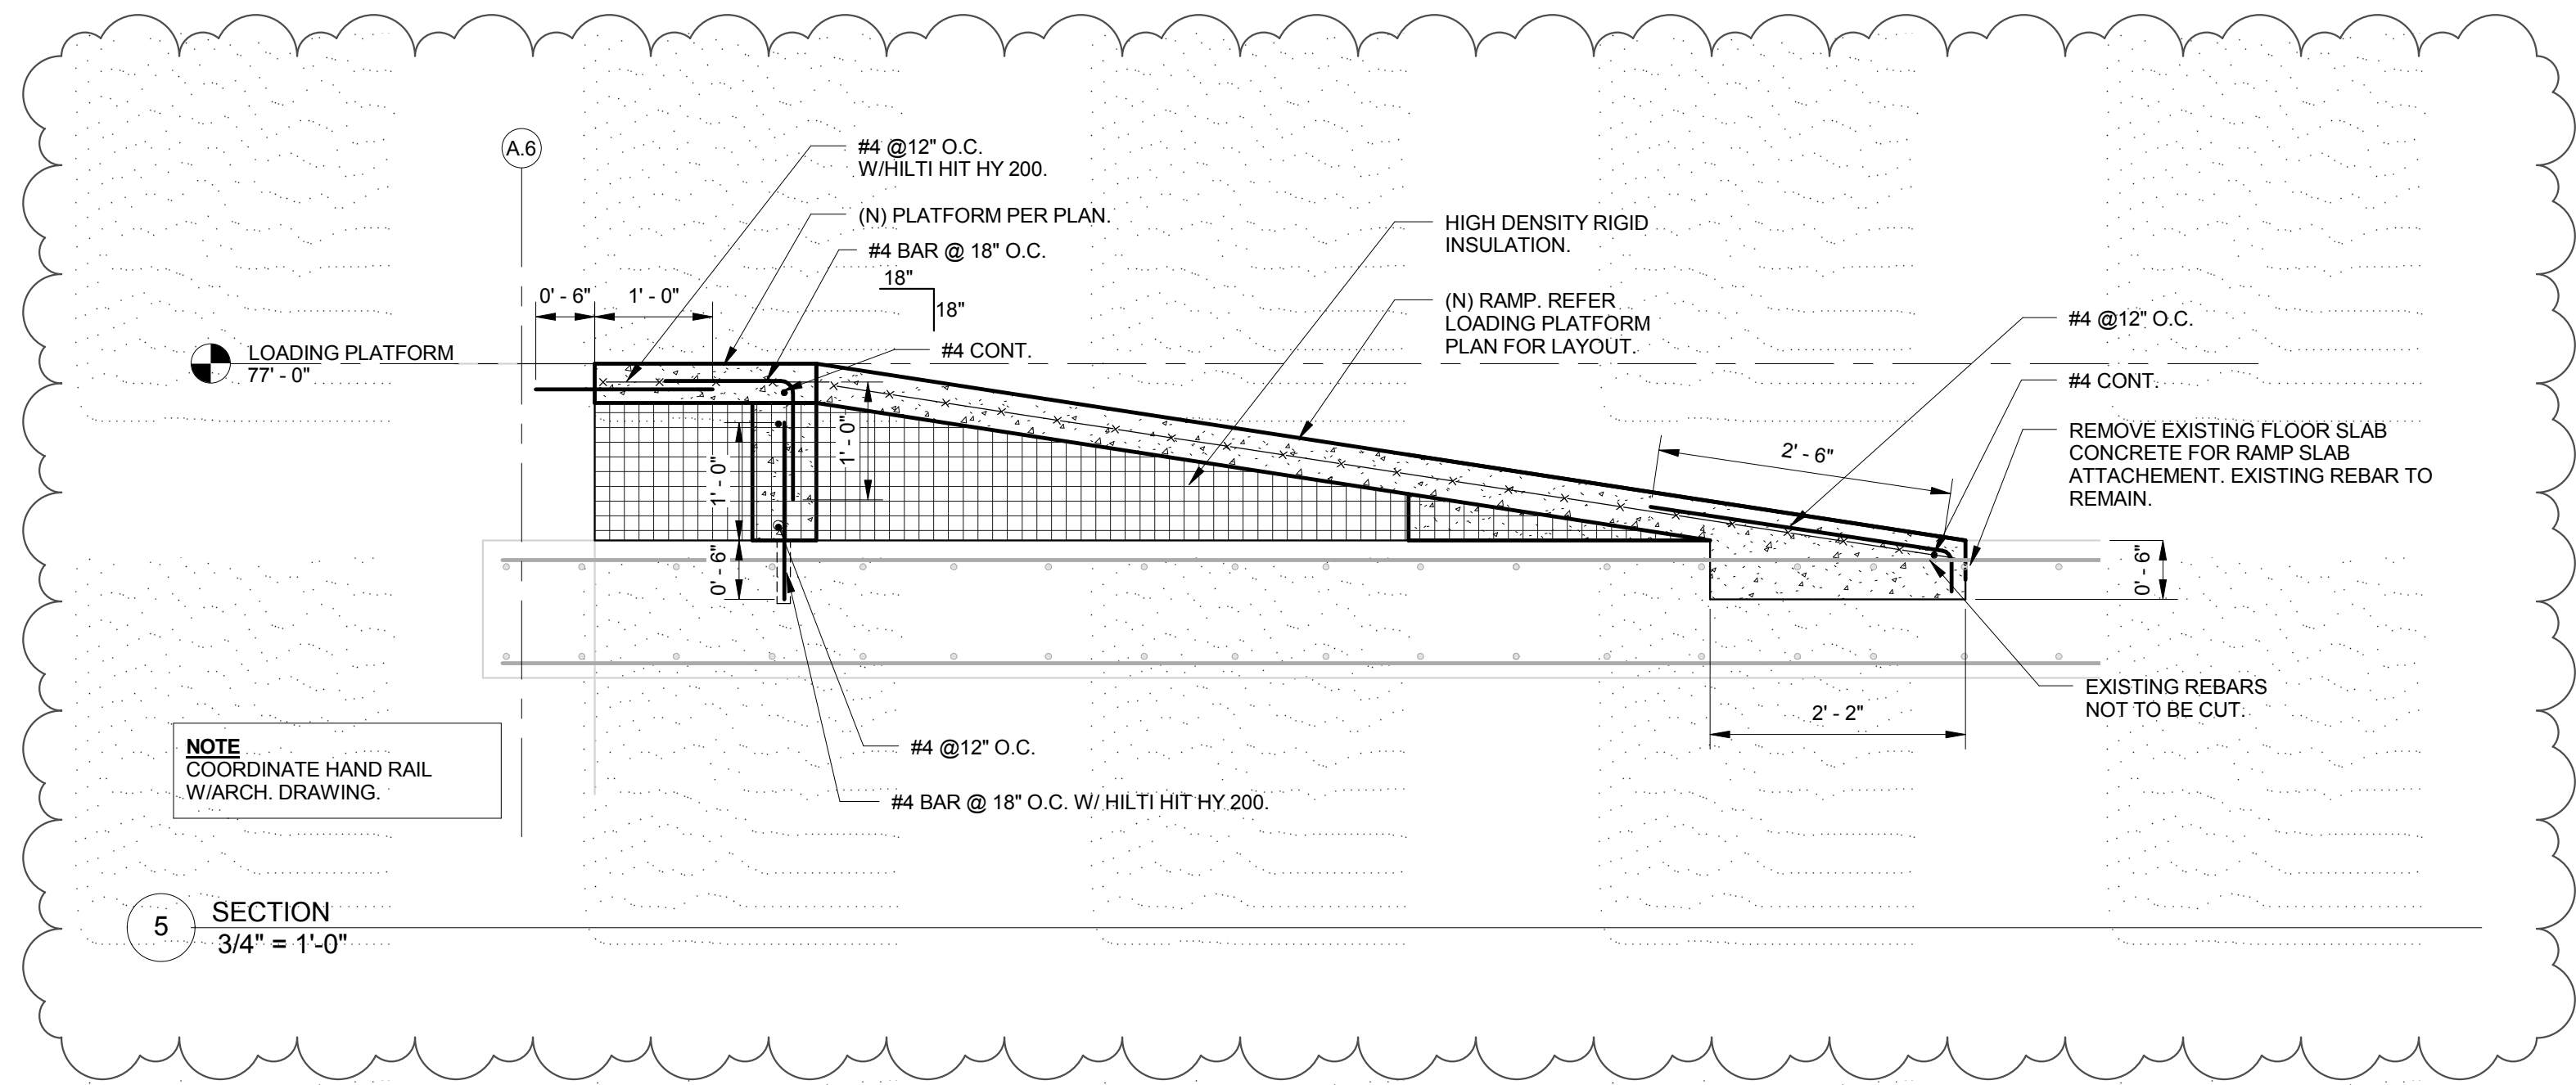 A.6
#4 @12" O.C.
W/HILTI HIT HY 200.
(N) PLATFORM PER PLAN.
#4 BAR @ 18" O.C.
18"
18"
0' - 6"
1' - 0"
#4 CONT.
LOADING PLATFORM
77' - 0"
HIGH DENSITY RIGID
INSULATION.
(N) RAMP. REFER
LOADING PLATFORM
PLAN FOR LAYOUT.
#4 @12" O.C.
#4 CONT.
REMOVE EXISTING FLOOR SLAB
CONCRETE FOR RAMP SLAB
ATTACHEMENT. EXISTING REBAR TO
REMAIN.
2' - 6"
1' - 0"
1' - 0"
0' - 6"
0' - 6"
2' - 2"
EXISTING REBARS
NOT TO BE CUT.
#4 @12" O.C.
#4 BAR @ 18" O.C. W/ HILTI HIT HY 200.
NOTE
COORDINATE HAND RAIL
W/ARCH. DRAWING.
5
SECTION
3/4" = 1'-0"